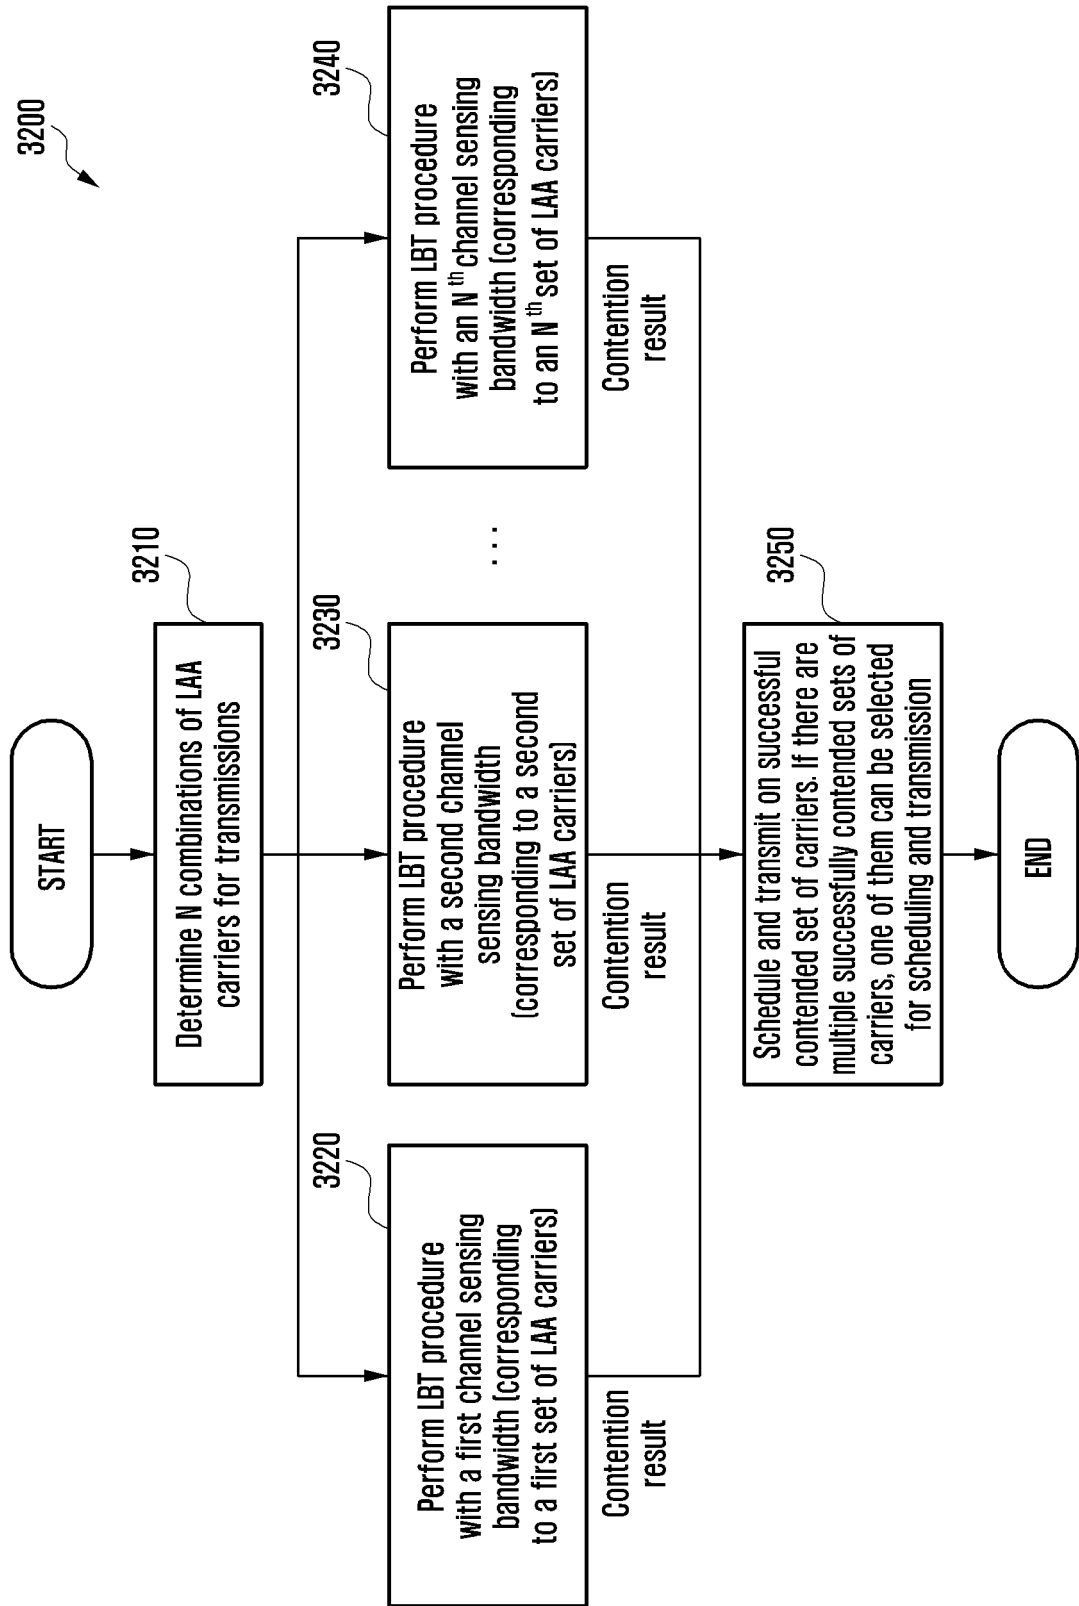 3200
START
3210
Determine N combinations of LAA
carriers for transmissions
3220
Perform LBT procedure
with a first channel sensing
bandwidth (corresponding
to a first set of LAA carriers)
3230
Perform LBT procedure
with a second channel
sensing bandwidth
(corresponding to a second
set of LAA carriers)
. . .
3240
Perform LBT procedure
with an Nth channel sensing
bandwidth (corresponding
to an Nth set of LAA carriers)
Contention
result
Contention
result
Contention
result
3250
Schedule and transmit on successful
contended set of carriers. If there are
multiple successfully contended sets of
carriers, one of them can be selected
for scheduling and transmission
END